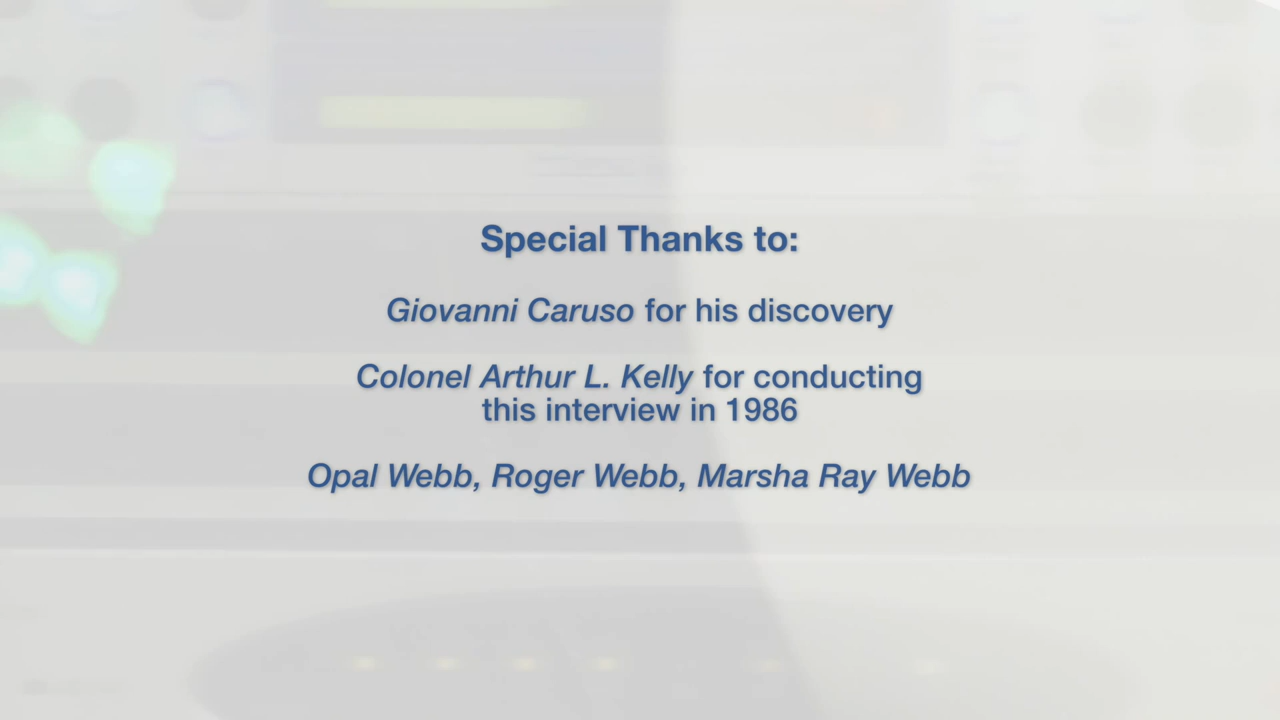 Special Thanks to:
Giovanni Caruso for his discovery
Colonel Arthur L. Kelly for conducting
this interview in 1986
Opal Webb, Roger Webb, Marsha Ray Webb